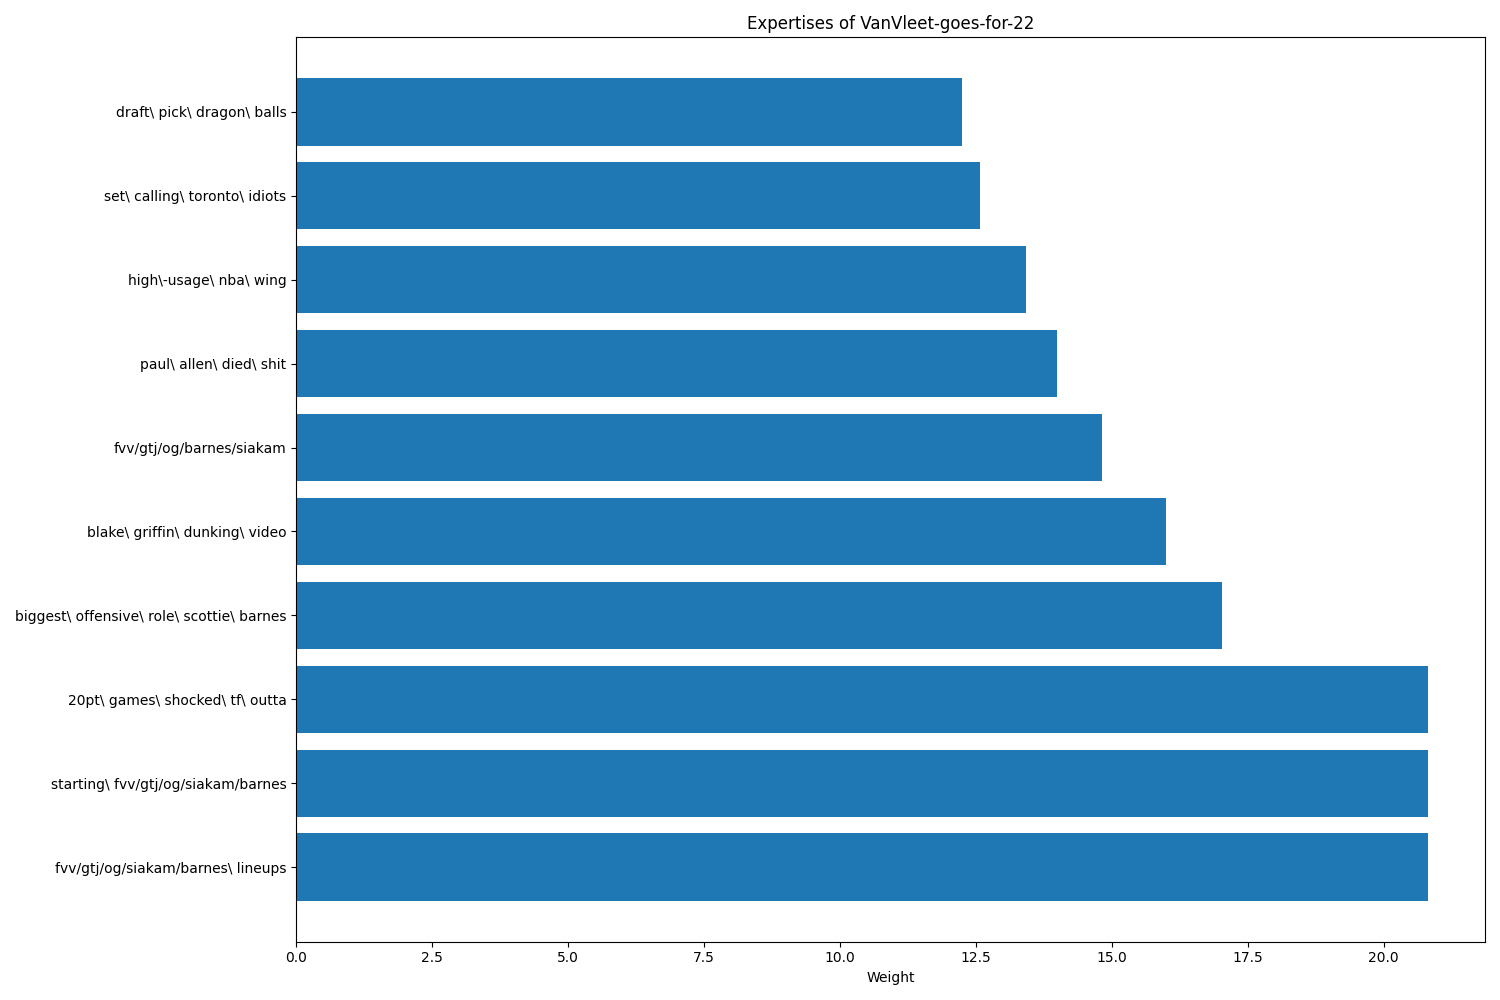 Expertises of VanVleet-goes-for-22
draft\ pick\ dragon\ balls
set\ calling\ toronto\ idiots
high\-usage\ nba\ wing
paul\ allen\ died\ shit
fvv/gtj/og/barnes/siakam
blake\ griffin\ dunking\ video
biggest\ offensive\ role\ scottie\ barnes
20pt\ games\ shocked\ tf\ outta
starting\ fvv/gtj/og/siakam/barnes
fvv/gtj/og/siakam/barnes\ lineups
0.0 2.5 5.0 7.5 10.0 12.5 15.0 17.5 20.0
Weight